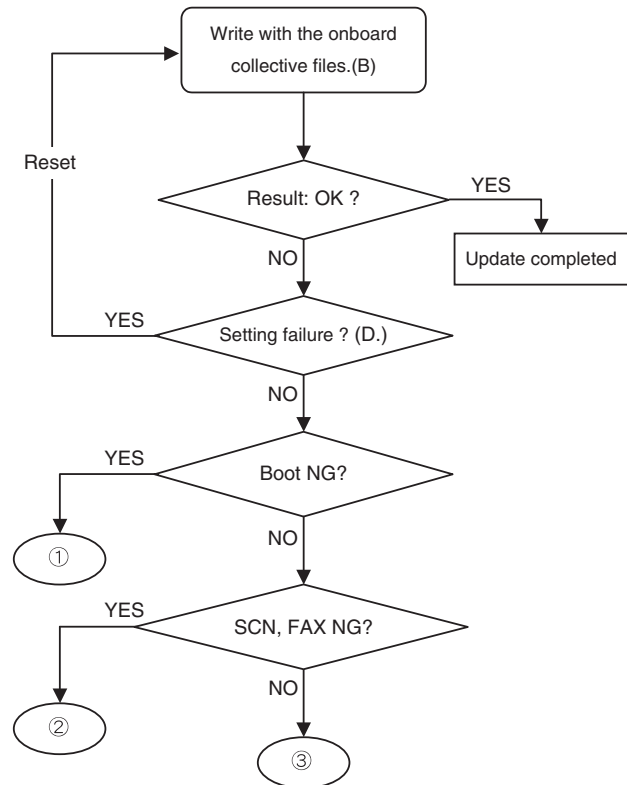 Write with the onboard
collective files.(B)
Reset
Result: OK ?
YES
NO
Update completed
YES
Setting failure ? (D.)
NO
YES
Boot NG?
①
NO
YES
SCN, FAX NG?
NO
②
③